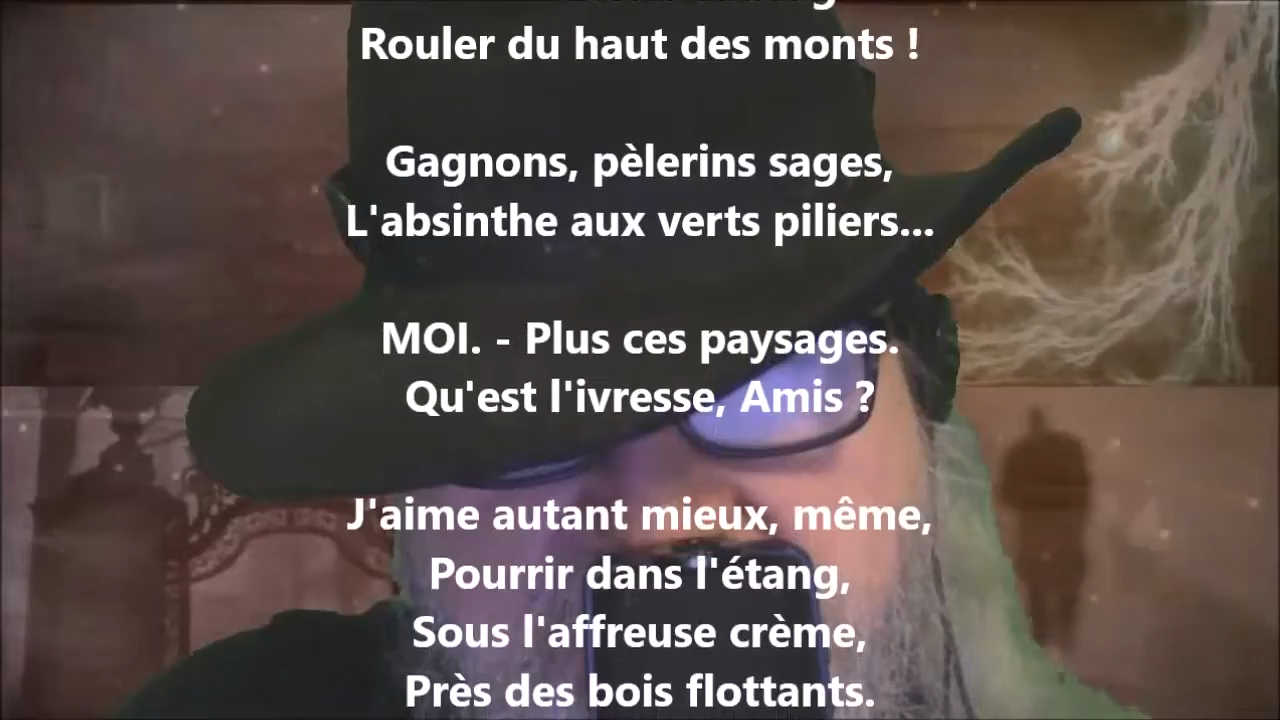 Rouler du haut des monts !
Gagnons, pèlerins sages,
L'absinthe aux verts piliers...
MOI. - Plus ces paysages.
Qu'est l'ivresse, Amis ?
J'aime autant mieux, même,
Pourrir dans l'étang,
Sous l'affreuse crème,
Près des bois flottants.